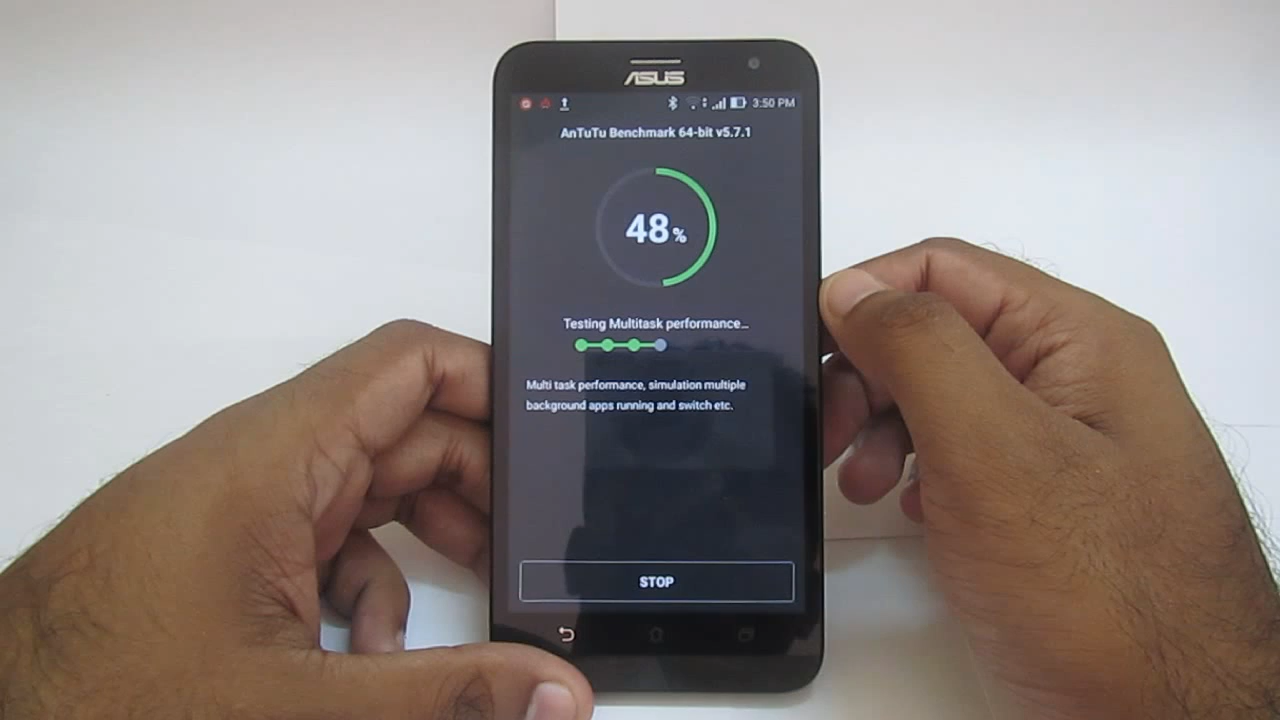 ASUS
3:50 PM
AnTuTu Benchmark 64-bit v5.7.1
48%
Testing Multitask performance...
Multi task performance, simulation multiple
background apps running and switch etc.
STOP